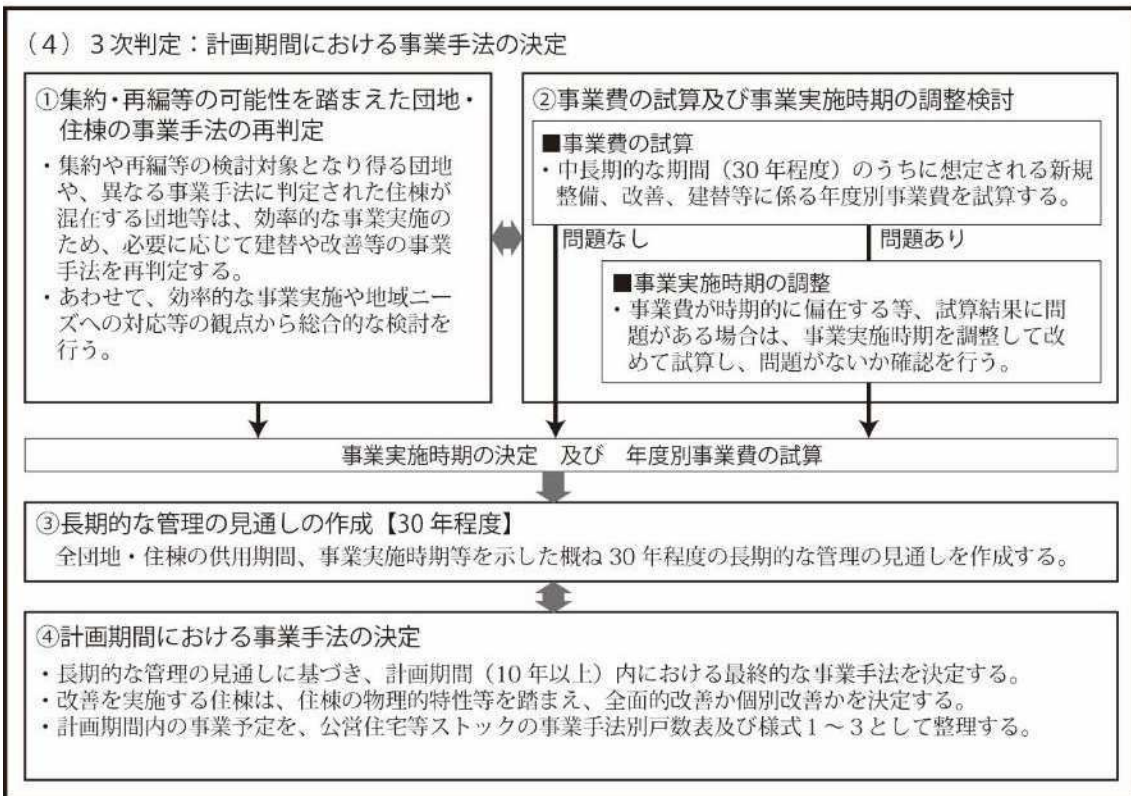 （4）３次判定：計画期間における事業手法の決定
①集約・再編等の可能性を踏まえた団地・
住棟の事業手法の再判定
・集約や再編等の検討対象となり得る団地
や、異なる事業手法に判定された住棟が
混在する団地等は、効率的な事業実施の
ため、必要に応じて建替や改善等の事業
手法を再判定する。
・あわせて、効率的な事業実施や地域ニー
ズへの対応等の観点から総合的な検討を
行う。
②事業費の試算及び事業実施時期の調整検討
■事業費の試算
・中長期的な期間（30 年程度）のうちに想定される新規
整備、改善、建替等に係る年度別事業費を試算する。
問題なし
問題あり
■事業実施時期の調整
・事業費が時期的に偏在する等、試算結果に問
題がある場合は、事業実施時期を調整して改
めて試算し、問題がないか確認を行う。
事業実施時期の決定　及び　年度別事業費の試算
③長期的な管理の見通しの作成【30 年程度】
全団地・住棟の供用期間、事業実施時期等を示した概ね 30 年程度の長期的な管理の見通しを作成する。
④計画期間における事業手法の決定
・長期的な管理の見通しに基づき、計画期間（10 年以上）内における最終的な事業手法を決定する。
・改善を実施する住棟は、住棟の物理的特性等を踏まえ、全面的改善か個別改善かを決定する。
・計画期間内の事業予定を、公営住宅等ストックの事業手法別戸数表及び様式１～３として整理する。